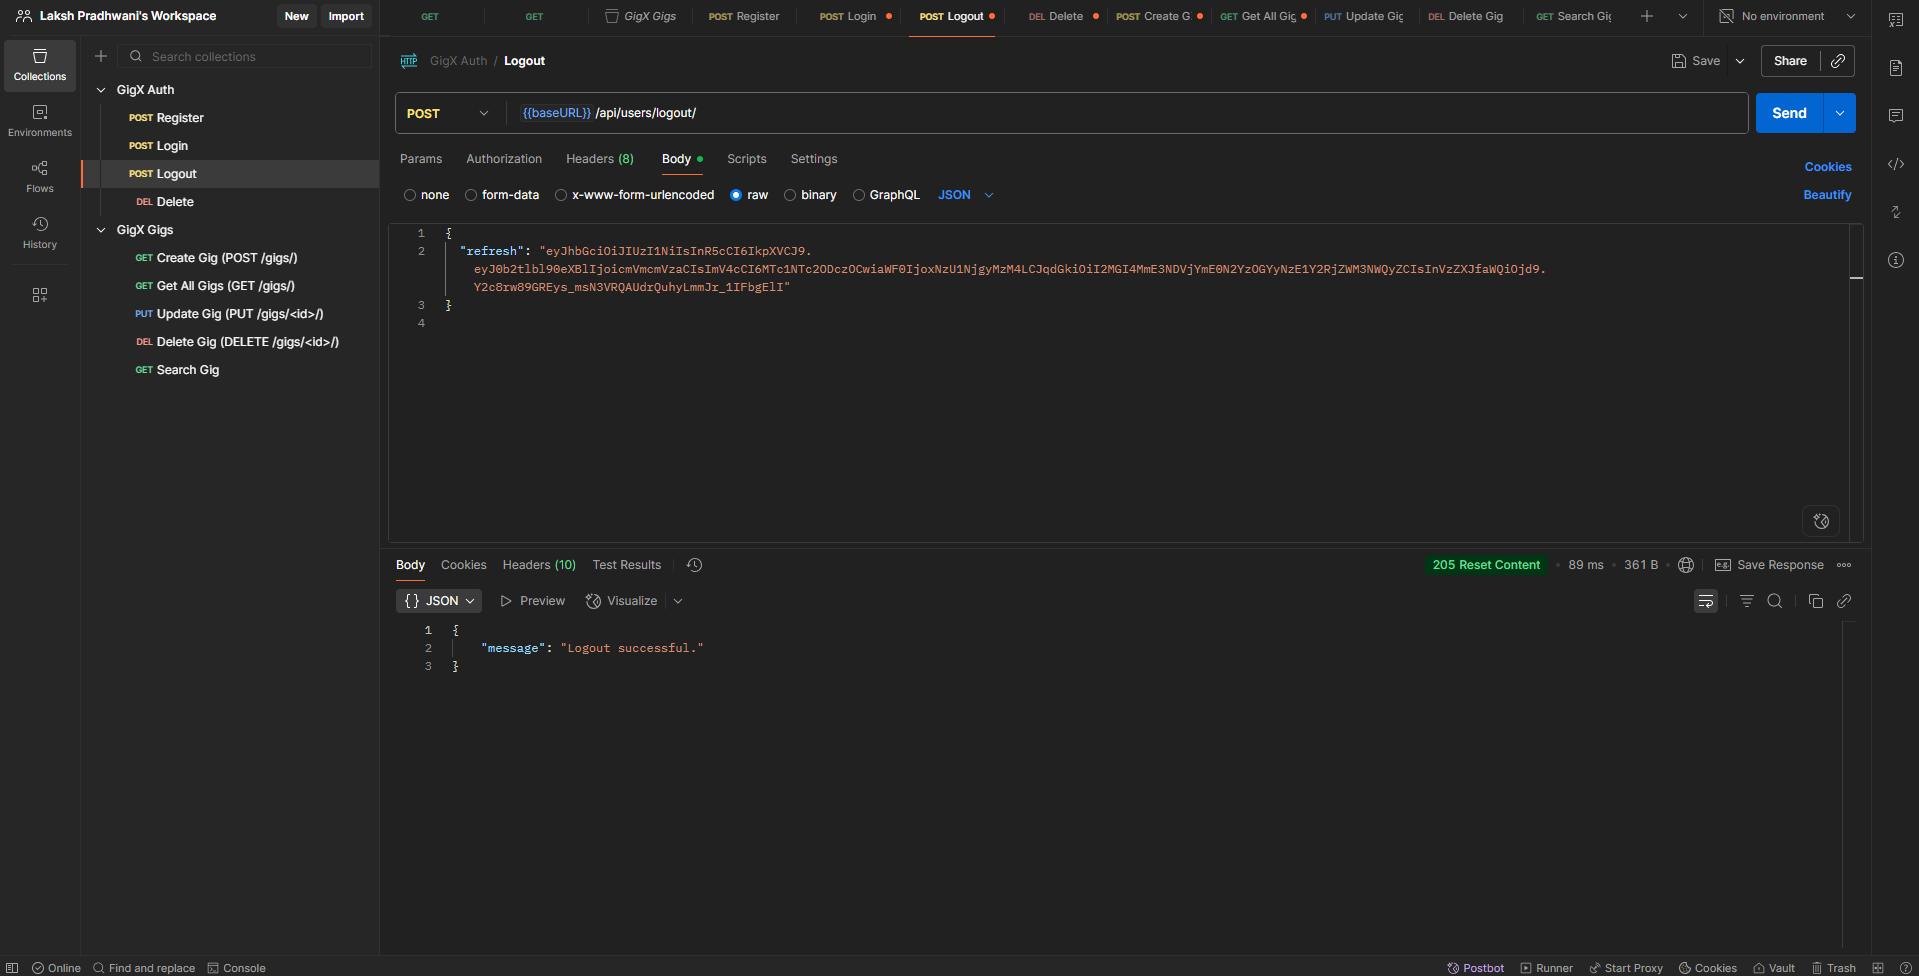 Laksh Pradhwani's Workspace
New
Import
GET
GET
GigX Gigs
POST Register
POST Login
POST Logout
DEL Delete
POST Create G
GET Get All Gig
PUT Update Gig
DEL Delete Gig
GET Search Gig
No environment
Collections
Environments
Flows
History
Search collections
GigX Auth
POST Register
POST Login
POST Logout
DEL Delete
GigX Gigs
GET Create Gig (POST /gigs/)
GET Get All Gigs (GET /gigs/)
PUT Update Gig (PUT /gigs/<id>/)
DEL Delete Gig (DELETE /gigs/<id>/)
GET Search Gig
HTTP GigX Auth / Logout
Save
Share
POST
{{baseURL}} /api/users/logout/
Send
Params
Authorization
Headers (8)
Body
Scripts
Settings
Cookies
none
form-data
x-www-form-urlencoded
raw
binary
GraphQL
JSON
Beautify
1 {
2 "refresh": "eyJhbGciOiJIUzI1NiIsInR5cCI6IkpXVCJ9.
eyJ0b2tlbl90eXBlIjoicmVmcmVzaCIsImV4cCI6MTc1NTc2ODczOCwiaWF0IjoxNzU1NjgyMzM4LCJqdGkiOiI2MGI4MmE3NDVjYmE0N2YzOGYyNzE1Y2RjZWM3NWQyZCIsInVzZXJfaWQiOjd9.
Y2c8rw89GREys_msN3VRQAUdrQuhyLmmJr_1IFbgElI"
3 }
4
Body
Cookies
Headers (10)
Test Results
205 Reset Content
89 ms
361 B
e.g.
Save Response
{} JSON
Preview
Visualize
1 {
2 "message": "Logout successful."
3 }
Online
Find and replace
Console
Postbot
Runner
Start Proxy
Cookies
Vault
Trash